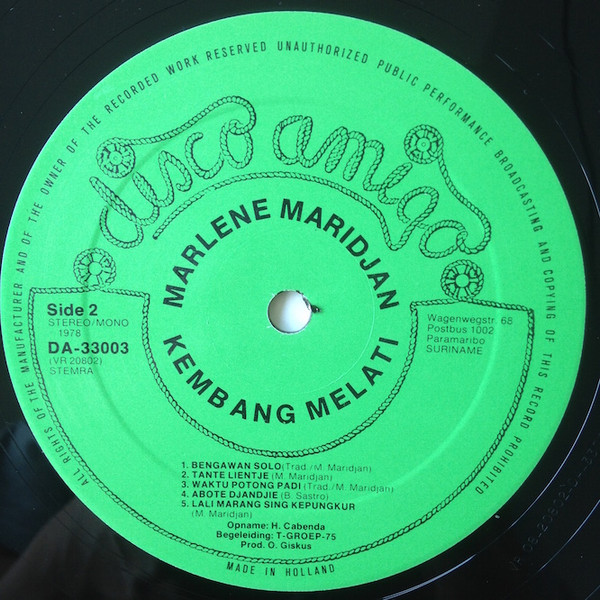 ALL RIGHTS OF THE MANUFACTURER AND OF THE OWNER OF THE RECORDED WORK RESERVED UNAUTHORIZED PUBLIC PERFORMANCE BROADCASTING AND COPYING OF THIS RECORD PROHIBITED
disco amigo
MARLENE MARIDJAN
KEMBANG MELATI
Side 2
STEREO/MONO
1978
DA-33003
(VR 20802)
STEMRA
Wagenwegstr. 68
Postbus 1002
Paramaribo
SURINAME
1. BENGAWAN SOLO (Trad./M. Maridjan)
2. TANTE LIENTJE (M. Maridjan)
3. WAKTU POTONG PADI (Trad./M. Maridjan)
4. ABOTE DJANDJIE (B. Sastro)
5. LALI MARANG SING KEPUNGKUR
(M. Maridjan)
Opname: H. Cabenda
Begeleiding: T-GROEP-75
Prod. O. Giskus
MADE IN HOLLAND